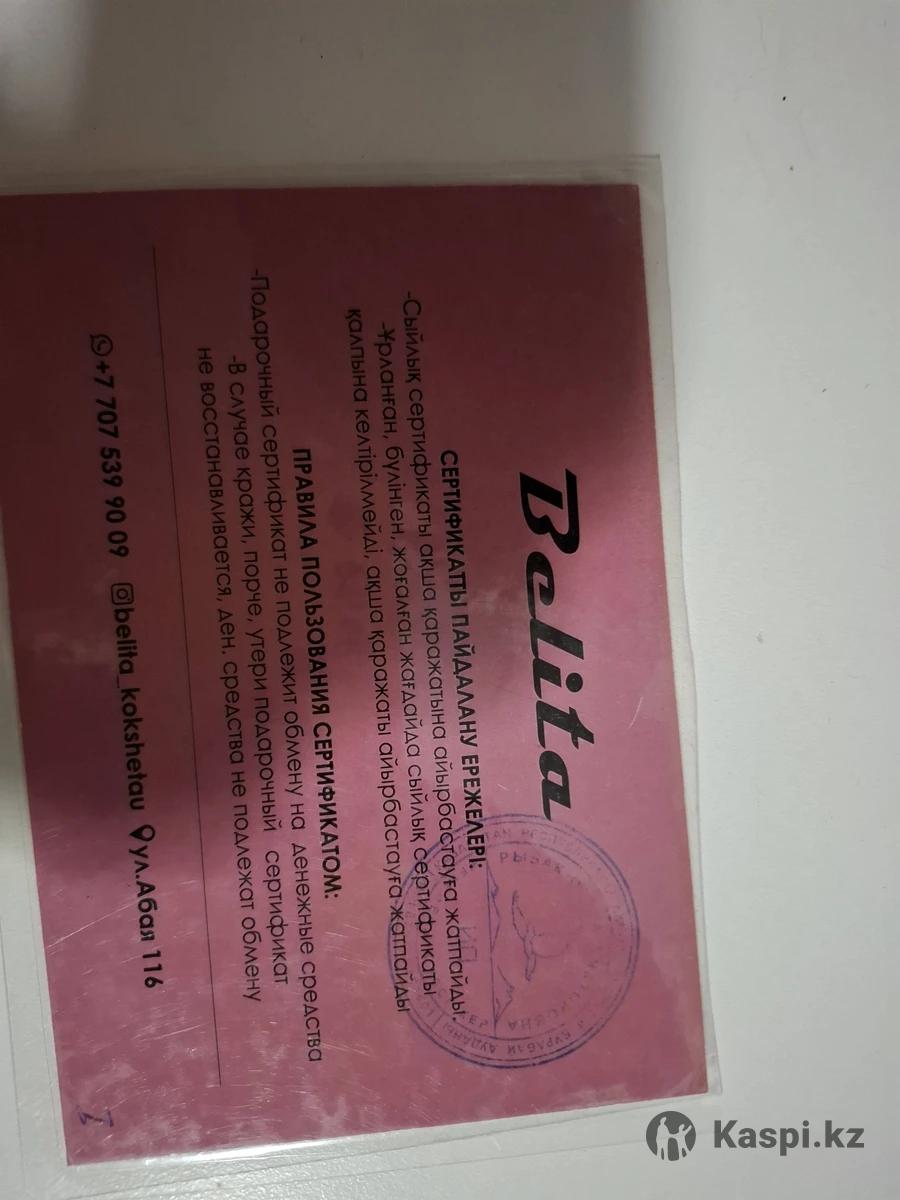 Belita
СЕРТИФИКАТЫ ПАЙДАЛАНУ ЕРЕЖЕЛЕРІ:
-Сыйлық сертификаты ақша қаражатына айырбастауға жатпайды.
-Ұрланған, бүлінген, жоғалған жағдайда сыйлық сертификаты
қалпына келтірілмейді, ақша қаражаты айырбастауға жатпайды
ПРАВИЛА ПОЛЬЗОВАНИЯ СЕРТИФИКАТОМ:
-Подарочный сертификат не подлежит обмену на денежные средства
-В случае кражи, порче, утери подарочный сертификат
не восстанавливается, ден. средства не подлежат обмену
+7 707 539 90 09 belita_kokshetau ул.Абая 116
ИП
Kaspi.kz